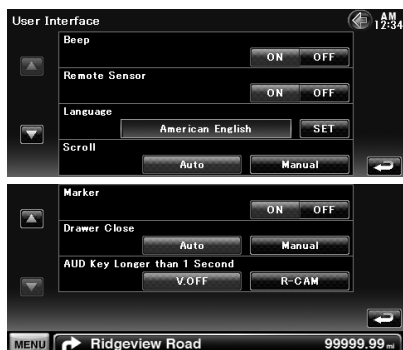 User Interface
AM
12:34
Beep
ON OFF
Remote Sensor
ON OFF
Language
American English SET
Scroll
Auto Manual
Marker
ON OFF
Drawer Close
Auto Manual
AUD Key Longer than 1 Second
V.OFF R-CAM
MENU Ridgeview Road 99999.99 mi